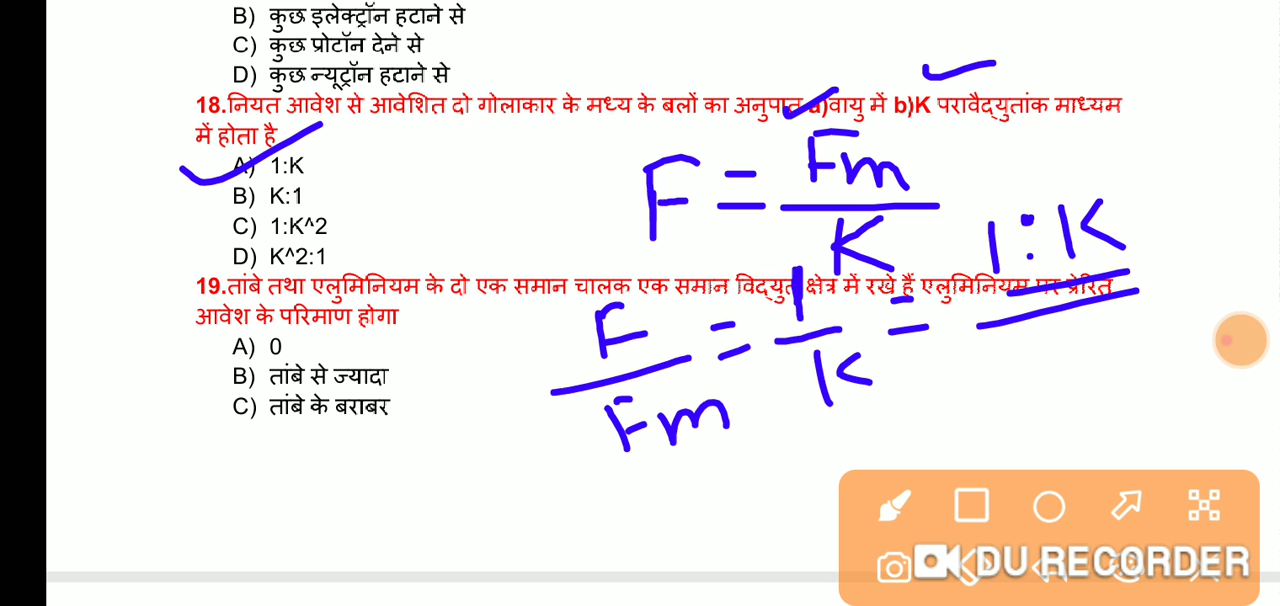 B) कुछ इलेक्ट्रॉन हटाने से
C) कुछ प्रोटॉन देने से
D) कुछ न्यूट्रॉन हटाने से
18.नियत आवेश से आवेशित दो गोलाकार के मध्य के बलों का अनुपात a)वायु में b)K परावैद्युतांक माध्यम
में होता है
A) 1:K
B) K:1
C) 1:K^2
D) K^2:1
F = Fm / K
19.तांबे तथा एलुमिनियम के दो एक समान चालक एक समान विद्युत क्षेत्र में रखे हैं एलुमिनियम पर प्रेरित
आवेश के परिमाण होगा
A) 0
B) तांबे से ज्यादा
C) तांबे के बराबर
F / Fm = 1 / K = 1:K
DU RECORDER